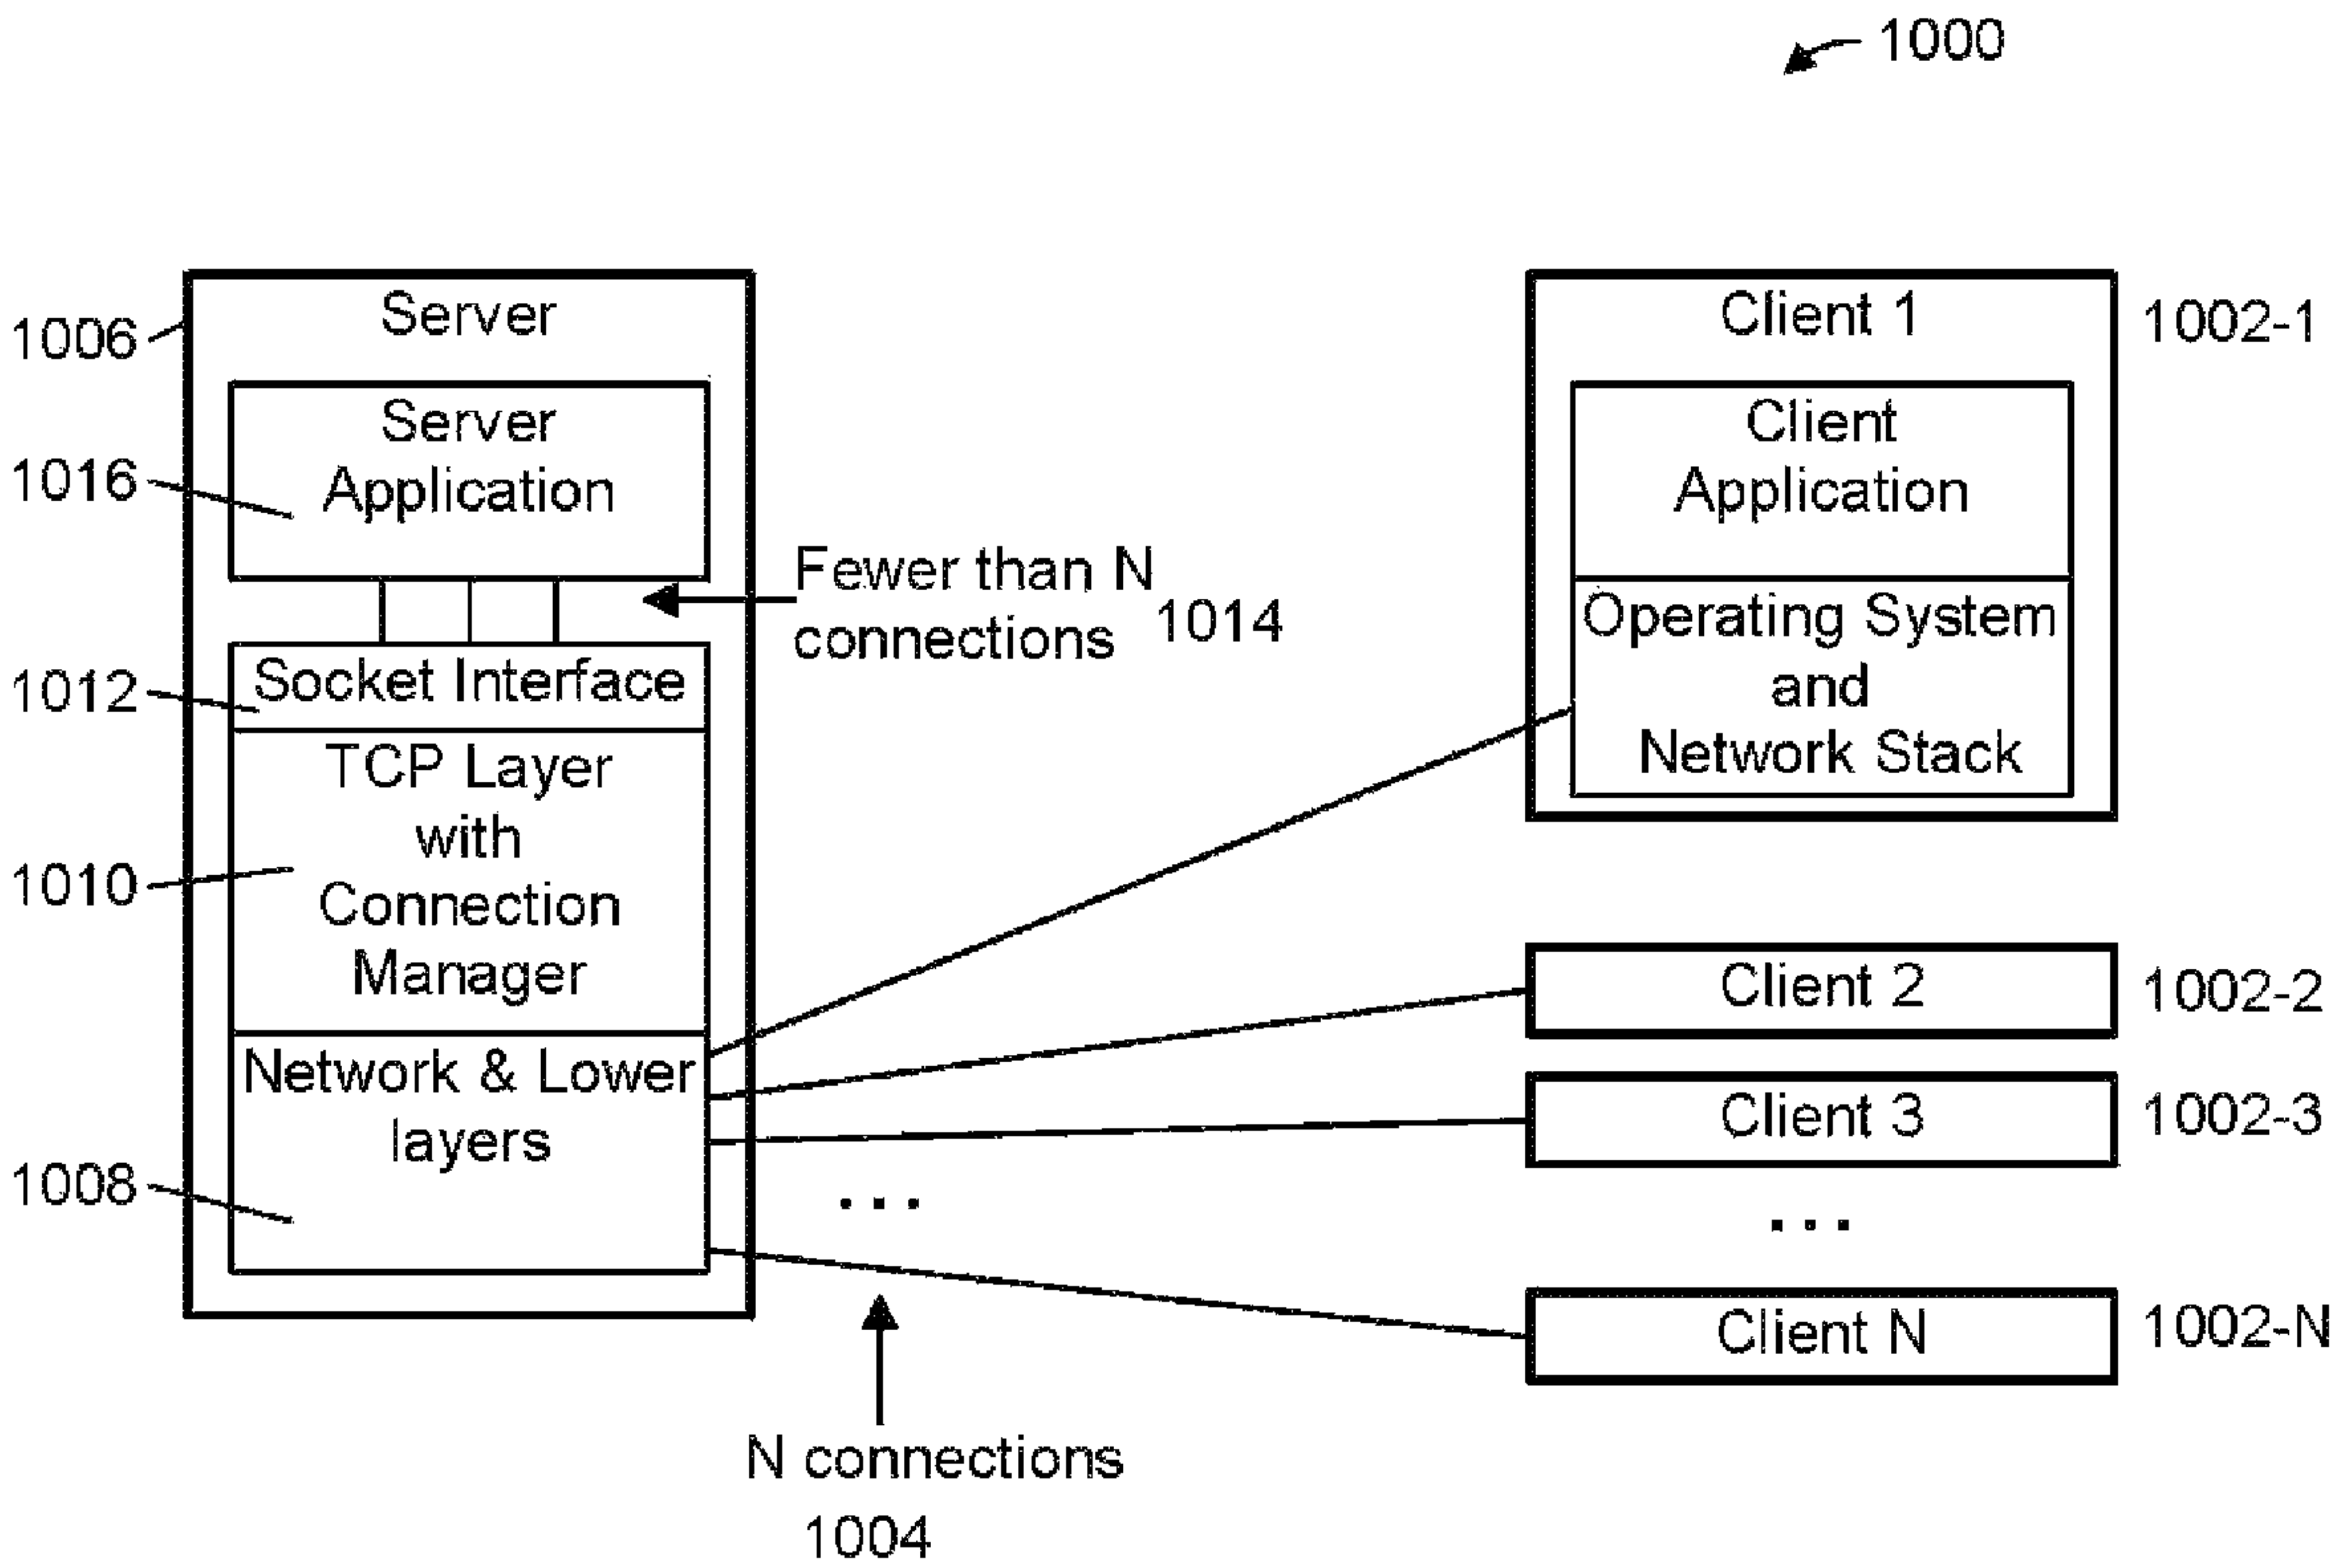 1000
Server
1006
Server
Application
1016
Fewer than N
connections
1014
Socket Interface
1012
TCP Layer
with
Connection
Manager
1010
Network & Lower
layers
1008
...
N connections
1004
Client 1
1002-1
Client
Application
Operating System
and
Network Stack
Client 2
1002-2
Client 3
1002-3
...
Client N
1002-N